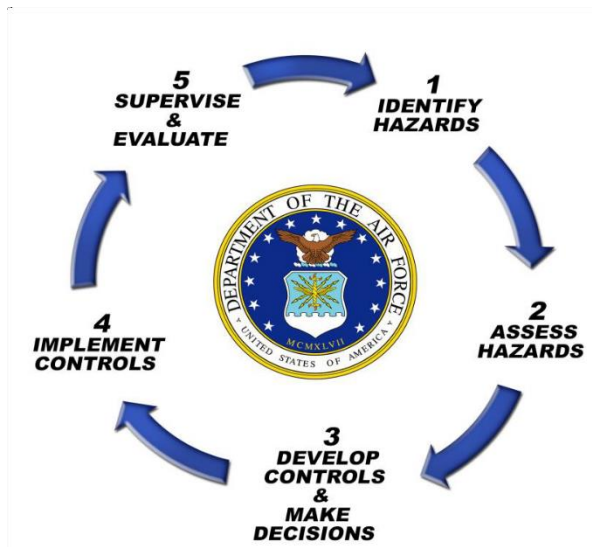 1
IDENTIFY
HAZARDS
2
ASSESS
HAZARDS
3
DEVELOP
CONTROLS
&
MAKE
DECISIONS
4
IMPLEMENT
CONTROLS
5
SUPERVISE
&
EVALUATE
DEPARTMENT OF THE AIR FORCE
UNITED STATES OF AMERICA
MCMXLVII